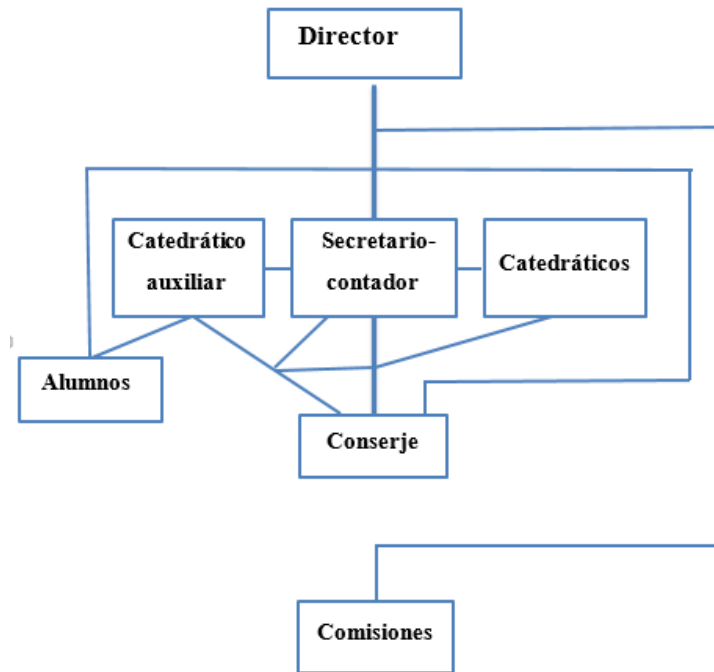 Director
Catedrático
auxiliar
Secretario-
contador
Catedráticos
Alumnos
Conserje
Comisiones